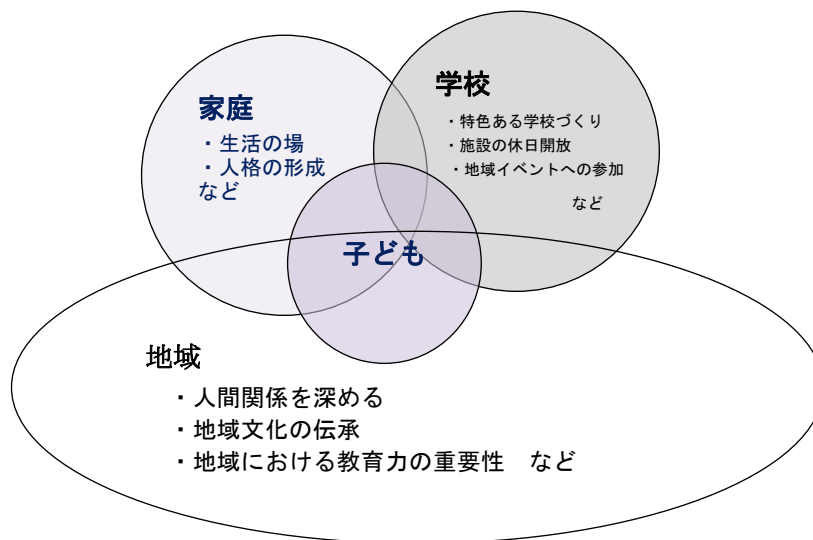 家庭
・生活の場
・人格の形成
など
学校
・特色ある学校づくり
・施設の休日開放
・地域イベントへの参加
など
子ども
地域
・人間関係を深める
・地域文化の伝承
・地域における教育力の重要性　など